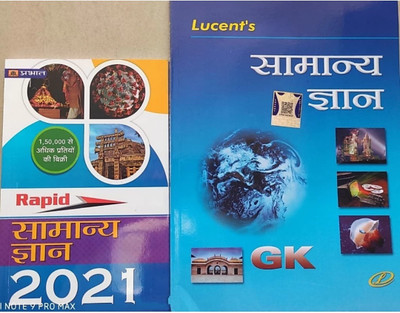 प्रभात
1,50,000 से
अधिक प्रतियों
की बिक्री
Rapid
सामान्य
ज्ञान
2021
Lucent's
सामान्य
ज्ञान
GK
I NOTE 9 PRO MAX